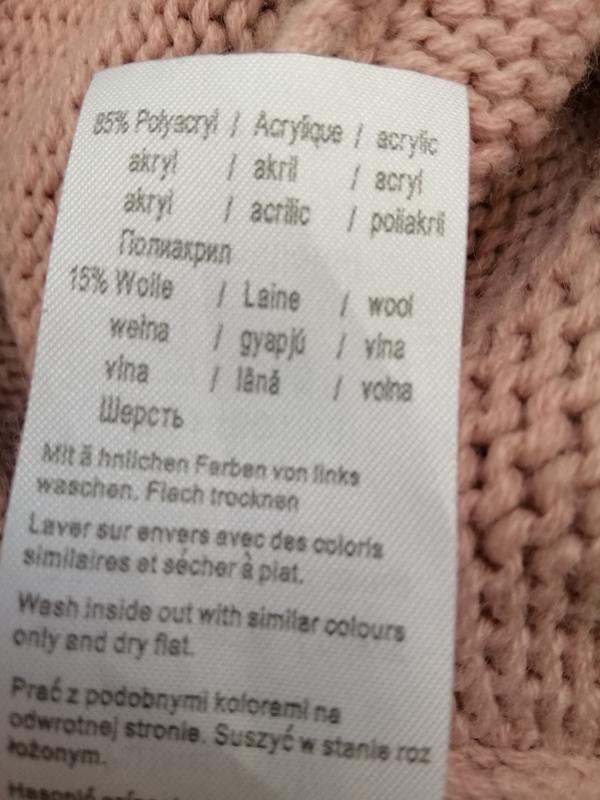 85% Polyacryl / Acrylique / acrylic
akryl / akril / acryl
akryl / acrilic / poliakril
Полиакрил
15% Wolle / Laine / wool
wełna / gyapjú / vlna
vlna / lână / volna
Шерсть
Mit ä hnlichen Farben von links
waschen. Flach trocknen
Laver sur envers avec des coloris
similaires et sécher à plat.
Wash inside out with similar colours
only and dry flat.
Prać z podobnymi kolorami na
odwrotnej stronie. Suszyć w stanie roz
łożonym.
Hasonló